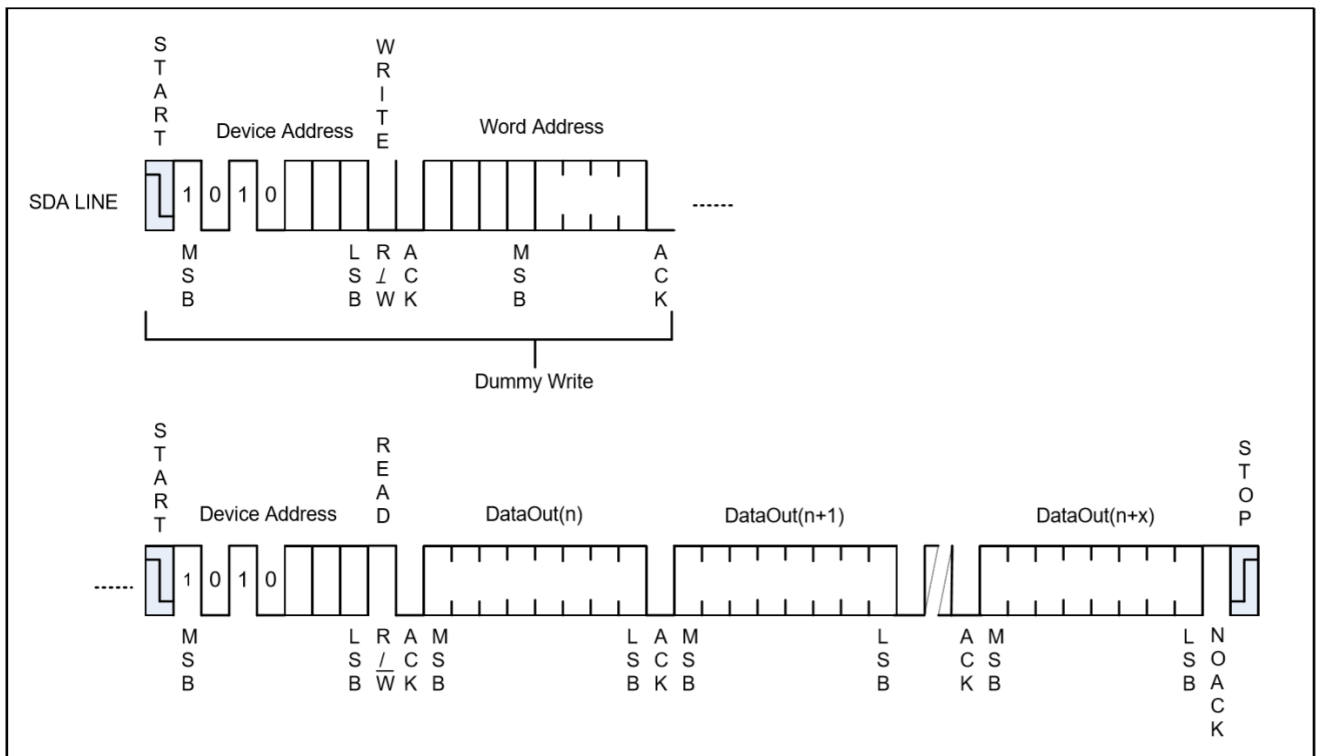 START
WRITE
Device Address
Word Address
SDA LINE
1 0 1 0
......
MSB
LSB
R/W
ACK
MSB
ACK
Dummy Write
START
READ
STOP
Device Address
DataOut(n)
DataOut(n+1)
DataOut(n+x)
......
1 0 1 0
MSB
LSB
R/W
ACK
MSB
LSB
ACK
MSB
LSB
ACK
MSB
LSB
NOACK